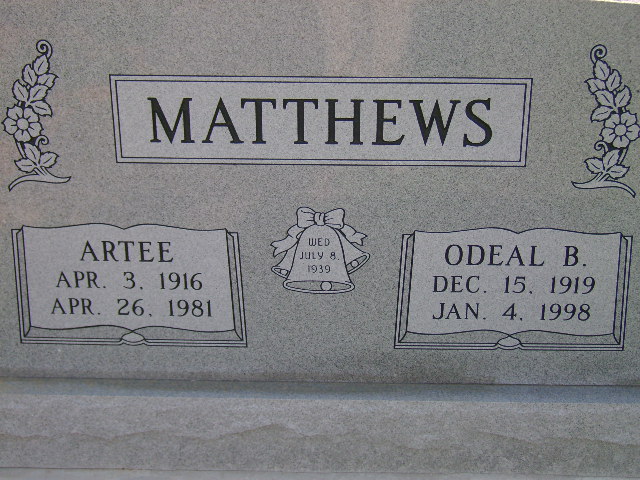 MATTHEWS
ARTEE
APR. 3, 1916
APR. 26, 1981
WED
JULY 8,
1939
ODEAL B.
DEC. 15, 1919
JAN. 4, 1998